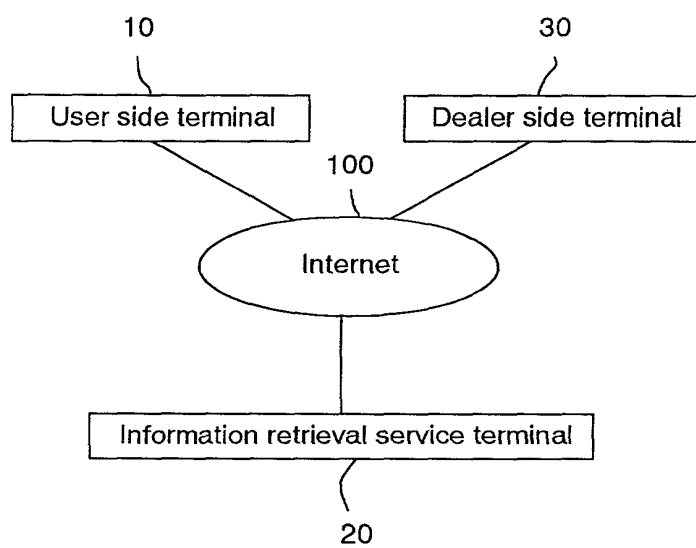 10
30
User side terminal
Dealer side terminal
100
Internet
Information retrieval service terminal
20